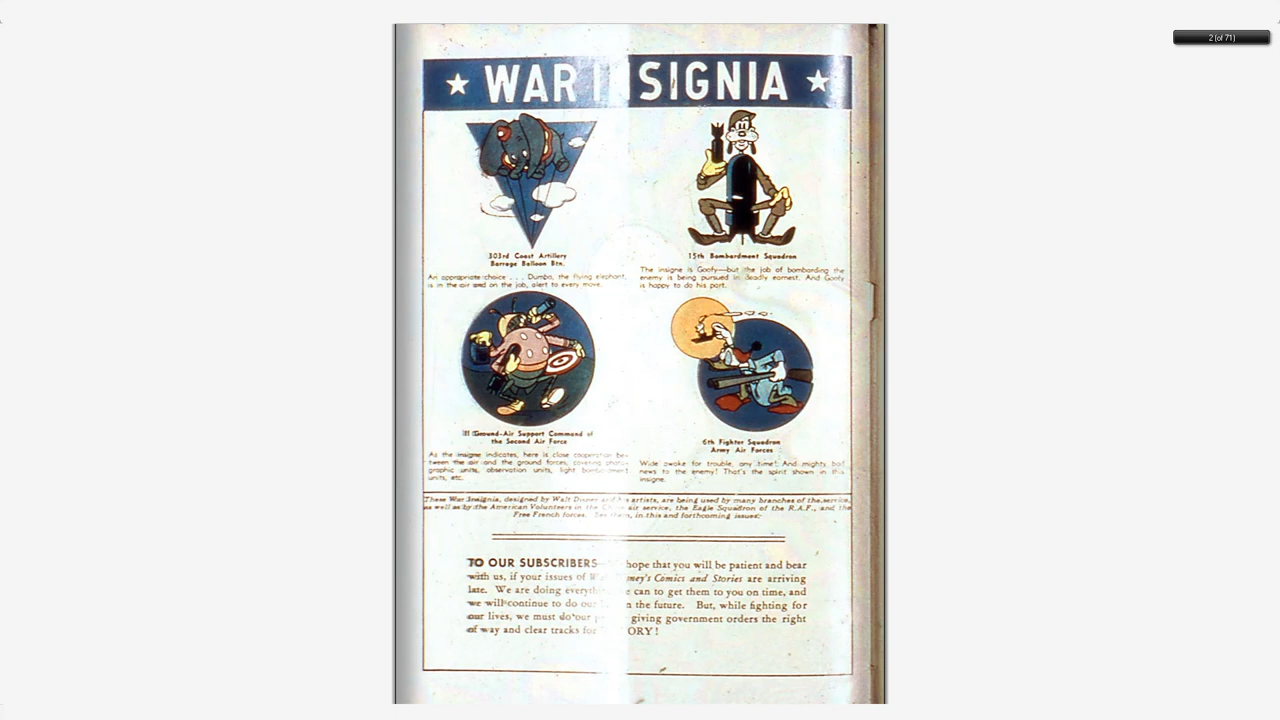 2 (of 71)
★ WAR INSIGNIA ★
303rd Coast Artillery
Barrage Balloon Btn.
An appropriate choice . . . Dumbo, the flying elephant,
is in the air and on the job, alert to every move.
15th Bombardment Squadron
The insigne is Goofy—but the job of bombarding the
enemy is being pursued in deadly earnest. And Goofy
is happy to do his part.
III Ground-Air Support Command of
the Second Air Force
As the insigne indicates, here is close cooperation be-
tween the air and the ground forces, covering photo-
graphic units, observation units, light bombardment
units, etc.
6th Fighter Squadron
Army Air Forces
Wide awake for trouble, any time! And mighty bad
news to the enemy! That's the spirit shown in this
insigne.
These War Insignia, designed by Walt Disney and his artists, are being used by many branches of the service,
as well as by the American Volunteers in the air service, the Eagle Squadron of the R.A.F., and the
Free French forces. See them, in this and forthcoming issues:
TO OUR SUBSCRIBERS— hope that you will be patient and bear
with us, if your issues of ney's Comics and Stories are arriving
late. We are doing everyth can to get them to you on time, and
we will continue to do our n the future. But, while fighting for
our lives, we must do our giving government orders the right
of way and clear tracks for ORY!